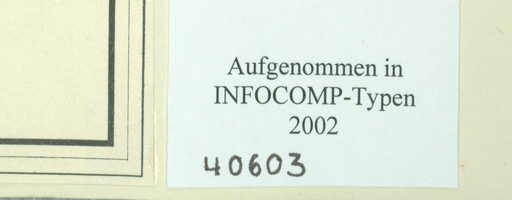 Aufgenommen in
INFOCOMP-Typen
2002
40603